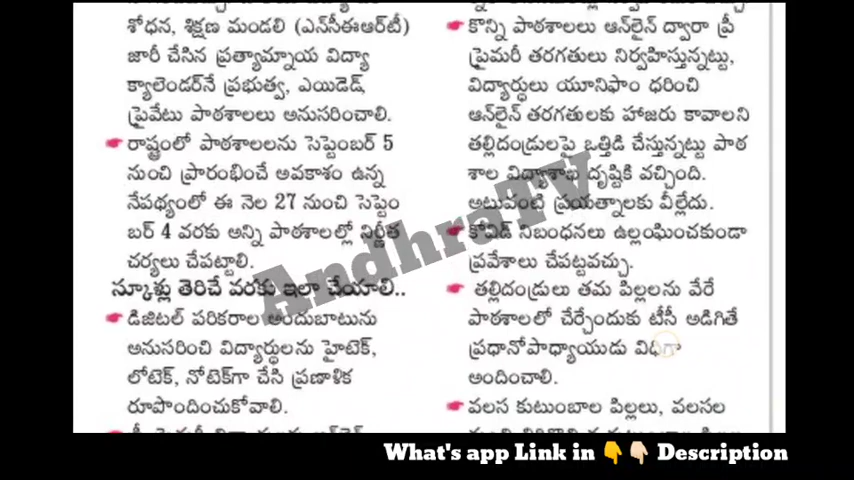 శోధన, శిక్షణ మండలి (ఎన్‌సీఈఆర్‌టీ)
జారీ చేసిన ప్రత్యామ్నాయ విద్యా
క్యాలెండర్‌నే ప్రభుత్వ, ఎయిడెడ్,
ప్రైవేటు పాఠశాలలు అనుసరించాలి.
రాష్ట్రంలో పాఠశాలలను సెప్టెంబర్ 5
నుంచి ప్రారంభించే అవకాశం ఉన్న
నేపథ్యంలో ఈ నెల 27 నుంచి సెప్టెం
బర్ 4 వరకు అన్ని పాఠశాలల్లో నిర్ణీత
చర్యలు చేపట్టాలి.
స్కూళ్లు తెరిచే వరకు ఇలా చేయాలి..
డిజిటల్ పరికరాల అందుబాటును
అనుసరించి విద్యార్థులను హైటెక్,
లోటెక్, నోటెక్‌గా చేసి ప్రణాళిక
రూపొందించుకోవాలి.
కొన్ని పాఠశాలలు ఆన్‌లైన్ ద్వారా ప్రీ
ప్రైమరీ తరగతులు నిర్వహిస్తున్నట్టు,
విద్యార్థులు యూనిఫాం ధరించి
ఆన్‌లైన్ తరగతులకు హాజరు కావాలని
తల్లిదండ్రులపై ఒత్తిడి చేస్తున్నట్టు పాఠ
శాల విద్యాశాఖ దృష్టికి వచ్చింది.
అటువంటి ప్రయత్నాలకు వీల్లేదు.
కోవిడ్ నిబంధనలు ఉల్లంఘించకుండా
ప్రవేశాలు చేపట్టవచ్చు.
తల్లిదండ్రులు తమ పిల్లలను వేరే
పాఠశాలలో చేర్చేందుకు టీసీ అడిగితే
ప్రధానోపాధ్యాయుడు విధిగా
అందించాలి.
వలస కుటుంబాల పిల్లలు, వలసల
AndhraTV
What's app Link in 👇👇🏻 Description